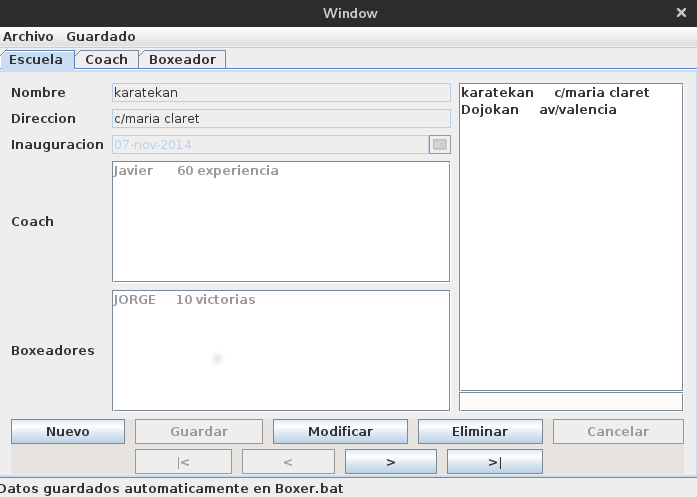 Window
Archivo Guardado
Escuela Coach Boxeador
Nombre karatekan
Direccion c/maria claret
Inauguracion 07-nov-2014
Coach
Javier 60 experiencia
Boxeadores
JORGE 10 victorias
karatekan c/maria claret
Dojokan av/valencia
Nuevo Guardar Modificar Eliminar Cancelar
|< < > >|
Datos guardados automaticamente en Boxer.bat